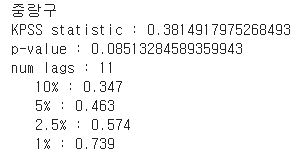 중랑구
KPSS statistic : 0.3814917975268493
p-value : 0.08513284589359943
num lags : 11
10% : 0.347
5% : 0.463
2.5% : 0.574
1% : 0.739